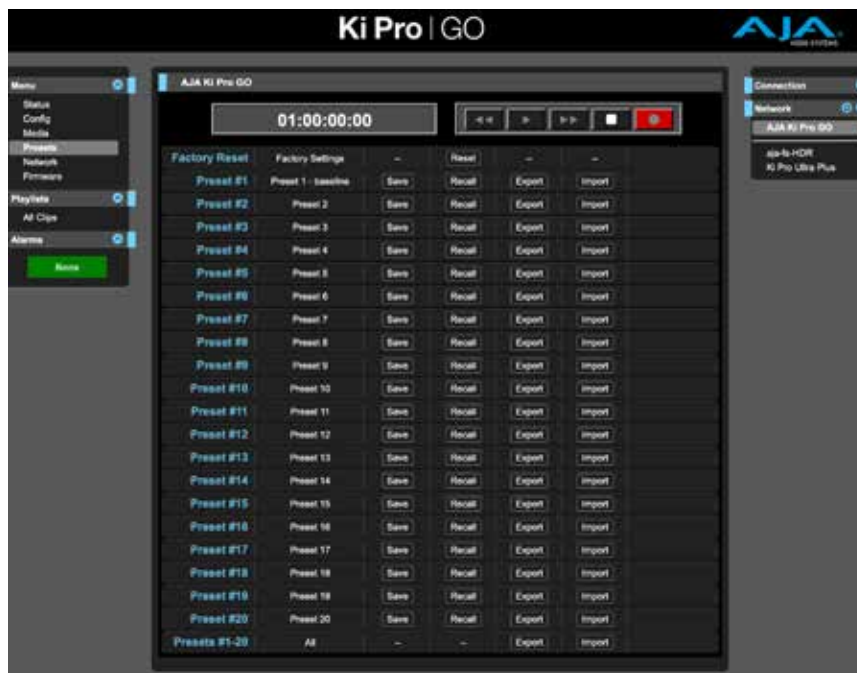 Ki Pro | GO
AJA
VIDEO SYSTEMS
Menu
Status
Config
Media
Presets
Network
Firmware
Playlists
All Clips
Alarms
None
AJA Ki Pro GO
01:00:00:00
Factory Reset Factory Settings -- Reset -- --
Preset #1 Preset 1 - baseline Save Recall Export Import
Preset #2 Preset 2 Save Recall Export Import
Preset #3 Preset 3 Save Recall Export Import
Preset #4 Preset 4 Save Recall Export Import
Preset #5 Preset 5 Save Recall Export Import
Preset #6 Preset 6 Save Recall Export Import
Preset #7 Preset 7 Save Recall Export Import
Preset #8 Preset 8 Save Recall Export Import
Preset #9 Preset 9 Save Recall Export Import
Preset #10 Preset 10 Save Recall Export Import
Preset #11 Preset 11 Save Recall Export Import
Preset #12 Preset 12 Save Recall Export Import
Preset #13 Preset 13 Save Recall Export Import
Preset #14 Preset 14 Save Recall Export Import
Preset #15 Preset 15 Save Recall Export Import
Preset #16 Preset 16 Save Recall Export Import
Preset #17 Preset 17 Save Recall Export Import
Preset #18 Preset 18 Save Recall Export Import
Preset #19 Preset 19 Save Recall Export Import
Preset #20 Preset 20 Save Recall Export Import
Presets #1-20 All -- -- Export Import
Connection
Network
AJA Ki Pro GO
aja-fs-HDR
Ki Pro Ultra Plus